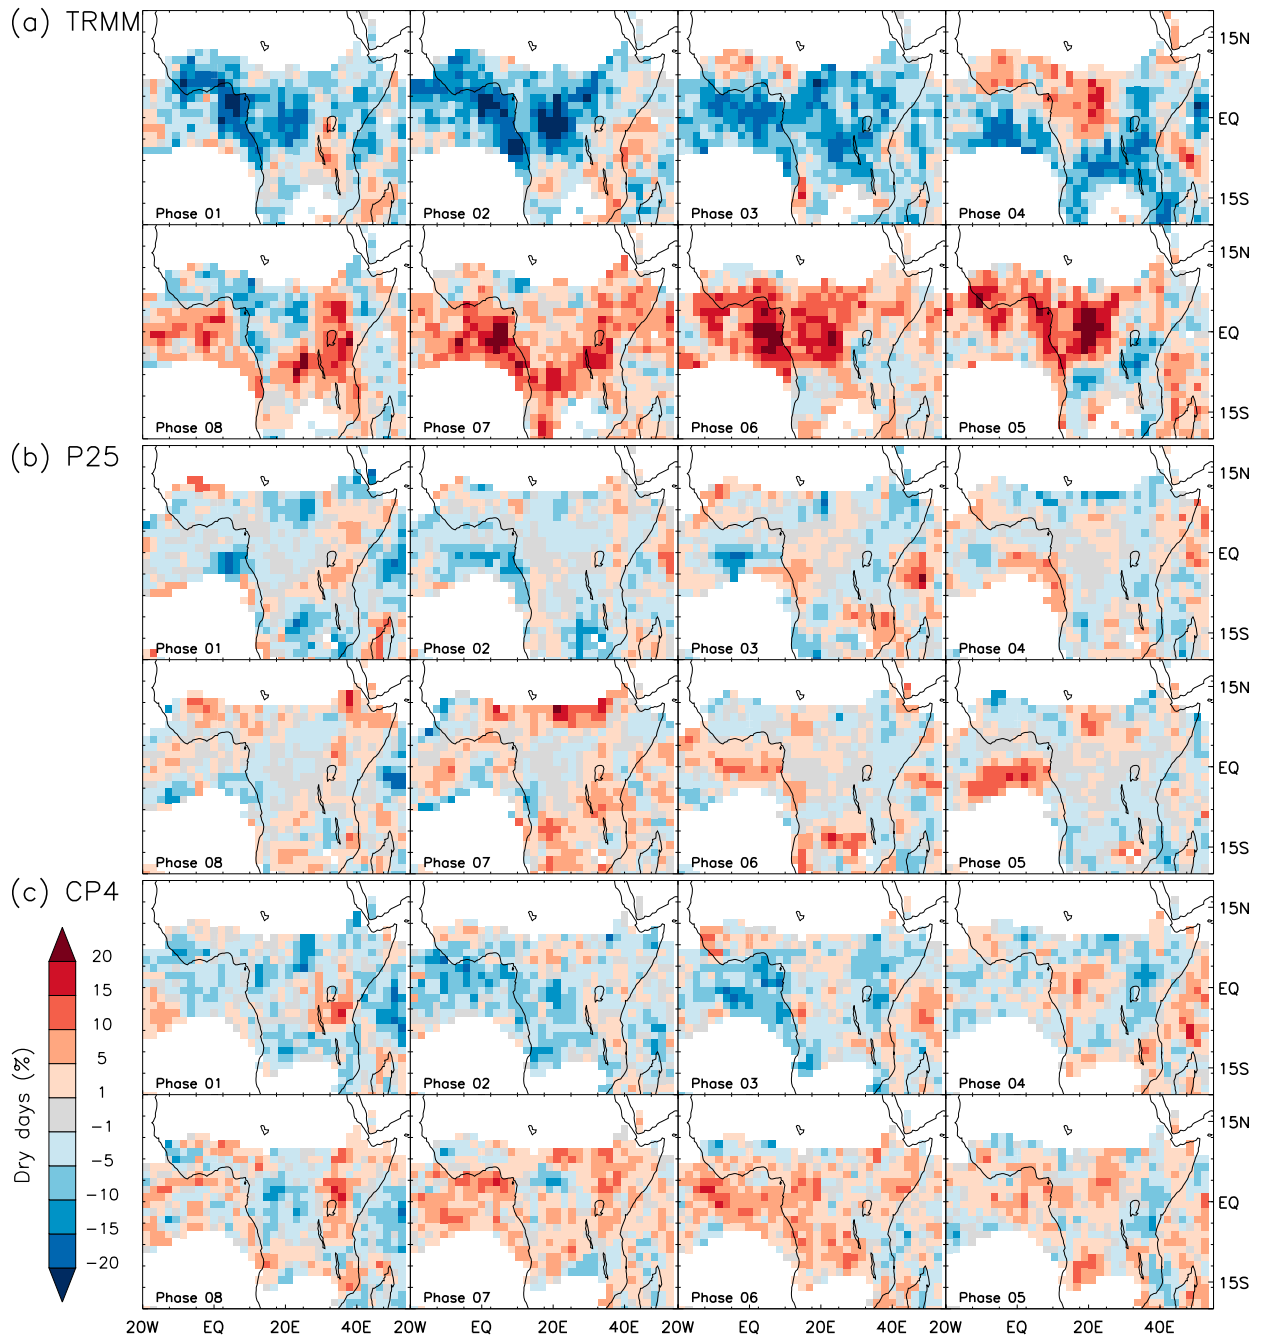 (a) TRMM
Phase 01
Phase 02
Phase 03
Phase 04
15N
EQ
15S
Phase 08
Phase 07
Phase 06
Phase 05
15N
EQ
15S
(b) P25
Phase 01
Phase 02
Phase 03
Phase 04
15N
EQ
15S
Phase 08
Phase 07
Phase 06
Phase 05
15N
EQ
15S
(c) CP4
Phase 01
Phase 02
Phase 03
Phase 04
15N
EQ
15S
Phase 08
Phase 07
Phase 06
Phase 05
15N
EQ
15S
Dry days (%)
20
15
10
5
1
-1
-5
-10
-15
-20
20W EQ 20E 40E 20W EQ 20E 40E 20W EQ 20E 40E 20W EQ 20E 40E